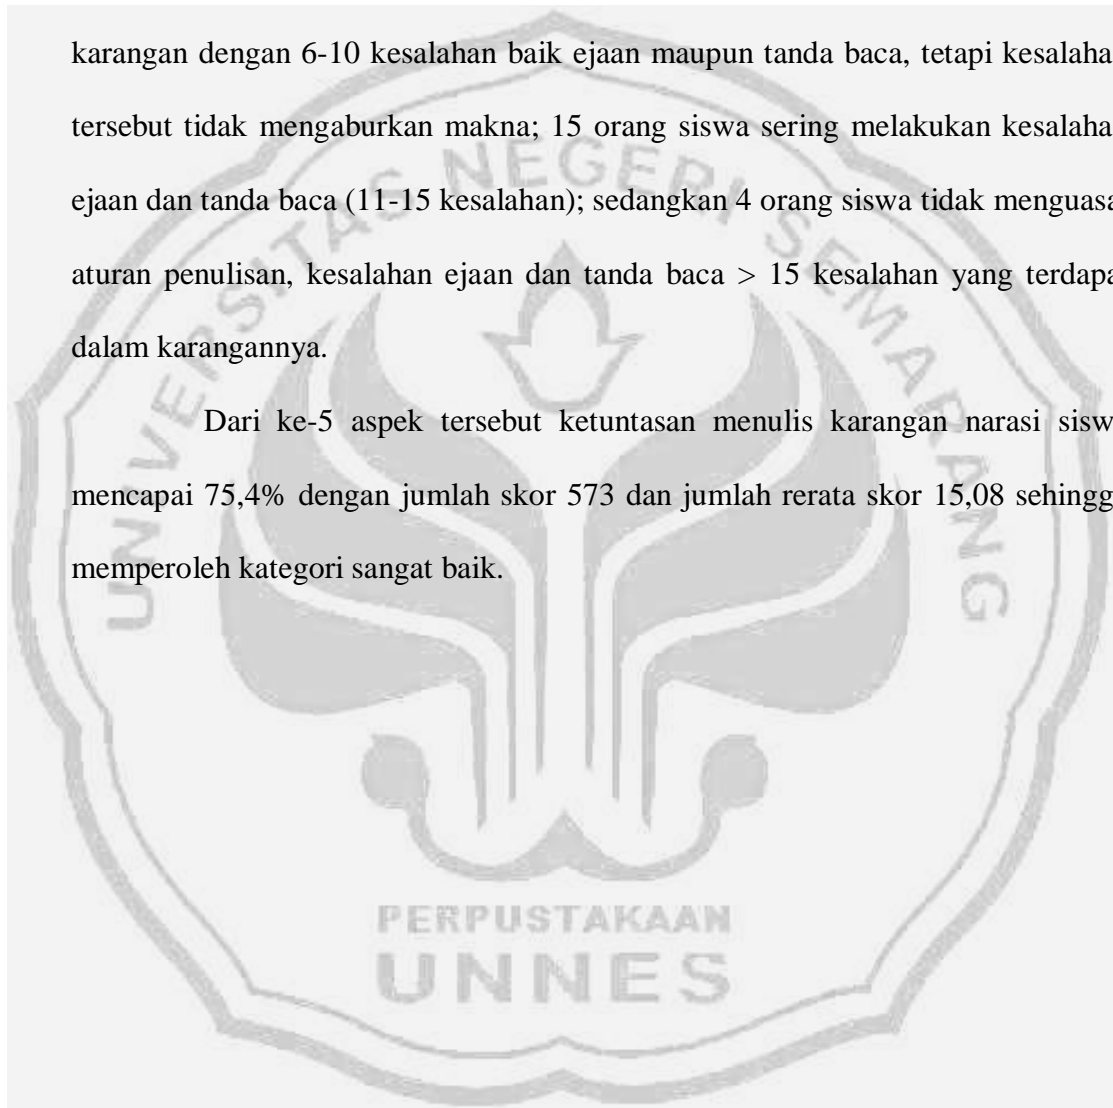 karangan dengan 6-10 kesalahan baik ejaan maupun tanda baca, tetapi kesalaha
tersebut tidak mengaburkan makna; 15 orang siswa sering melakukan kesalaha
ejaan dan tanda baca (11-15 kesalahan); sedangkan 4 orang siswa tidak menguasa
aturan penulisan, kesalahan ejaan dan tanda baca > 15 kesalahan yang terdapa
dalam karangannya.
Dari ke-5 aspek tersebut ketuntasan menulis karangan narasi sisw
mencapai 75,4% dengan jumlah skor 573 dan jumlah rerata skor 15,08 sehingg
memperoleh kategori sangat baik.
UNIVERSITAS NEGERI SEMARANG
PERPUSTAKAAN
UNNES